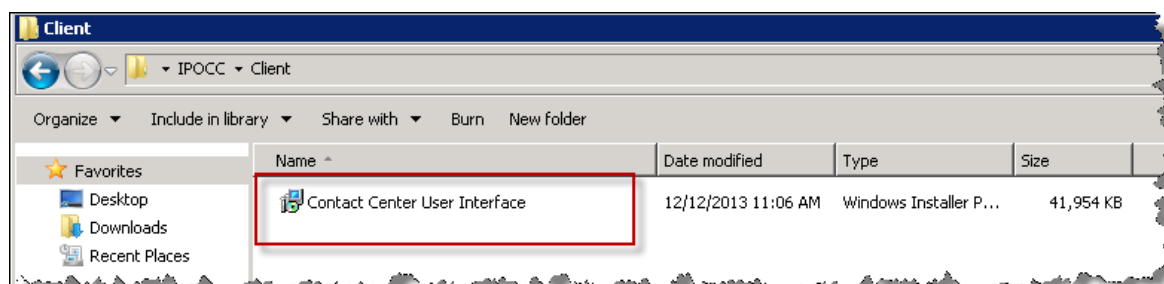 Client
IPOCC Client
Organize Include in library Share with Burn New folder
Favorites
Desktop
Downloads
Recent Places
Name Date modified Type Size
Contact Center User Interface 12/12/2013 11:06 AM Windows Installer P... 41,954 KB